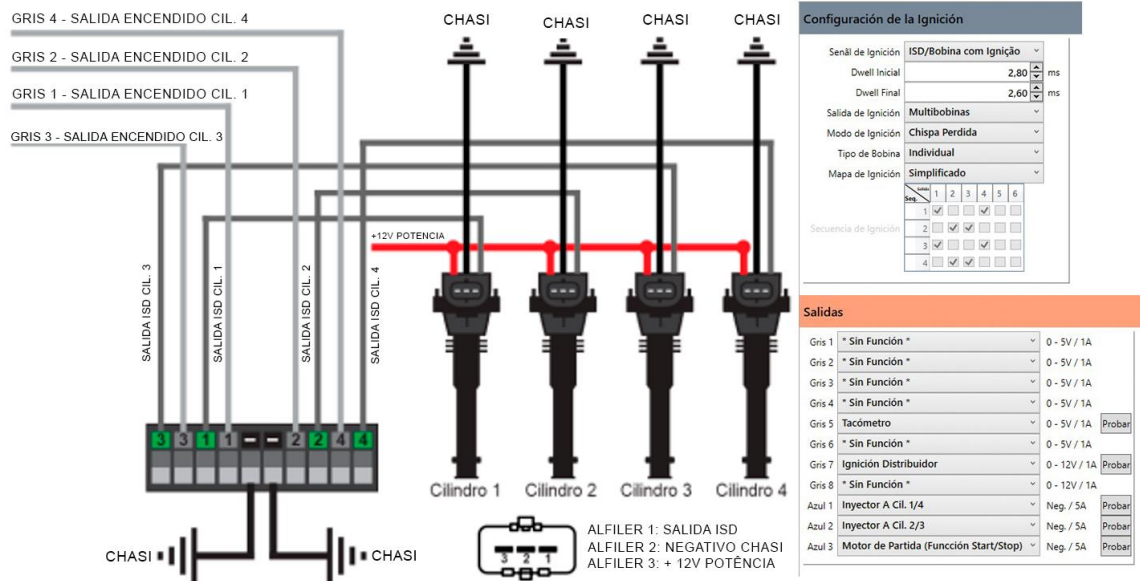 GRIS 4 - SALIDA ENCENDIDO CIL. 4
GRIS 2 - SALIDA ENCENDIDO CIL. 2
GRIS 1 - SALIDA ENCENDIDO CIL. 1
GRIS 3 - SALIDA ENCENDIDO CIL. 3
CHASI
CHASI
CHASI
CHASI
+12V POTENCIA
SALIDA ISD CIL. 3
SALIDA ISD CIL. 1
SALIDA ISD CIL. 2
SALIDA ISD CIL. 4
3 3 1 1 - - 2 2 4 4
CHASI
CHASI
Cilindro 1
Cilindro 2
Cilindro 3
Cilindro 4
3 2 1
ALFILER 1: SALIDA ISD
ALFILER 2: NEGATIVO CHASI
ALFILER 3: + 12V POTÊNCIA
Configuración de la Ignición
Senãl de Ignición ISD/Bobina com Ignição
Dwell Inicial 2,80 ms
Dwell Final 2,60 ms
Salida de Ignición Multibobinas
Modo de Ignición Chispa Perdida
Tipo de Bobina Individual
Mapa de Ignición Simplificado
Secuencia de Ignición
Salida
Seq.
1 2 3 4 5 6
1
2
3
4
Salidas
Gris 1 * Sin Función * 0 - 5V / 1A
Gris 2 * Sin Función * 0 - 5V / 1A
Gris 3 * Sin Función * 0 - 5V / 1A
Gris 4 * Sin Función * 0 - 5V / 1A
Gris 5 Tacómetro 0 - 5V / 1A Probar
Gris 6 * Sin Función * 0 - 5V / 1A
Gris 7 Ignición Distribuidor 0 - 12V / 1A Probar
Gris 8 * Sin Función * 0 - 12V / 1A
Azul 1 Inyector A Cil. 1/4 Neg. / 5A Probar
Azul 2 Inyector A Cil. 2/3 Neg. / 5A Probar
Azul 3 Motor de Partida (Funcción Start/Stop) Neg. / 5A Probar